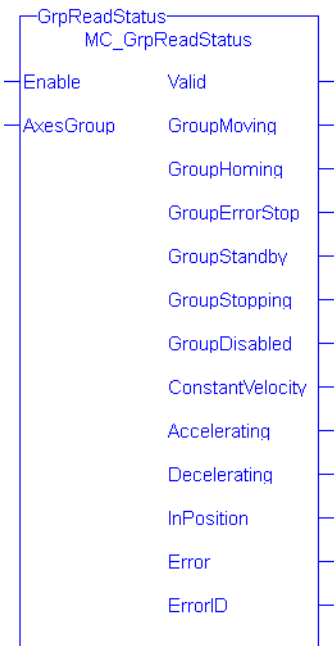 GrpReadStatus
MC_GrpReadStatus
Enable Valid
AxesGroup GroupMoving
GroupHoming
GroupErrorStop
GroupStandby
GroupStopping
GroupDisabled
ConstantVelocity
Accelerating
Decelerating
InPosition
Error
ErrorID